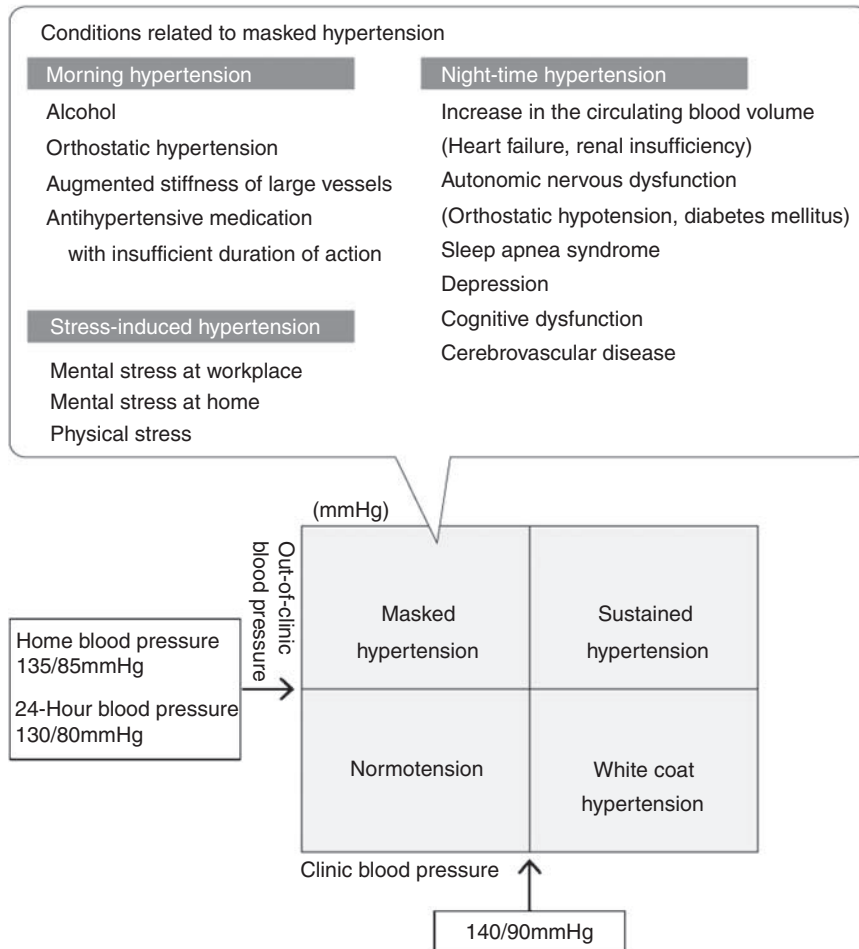 Conditions related to masked hypertension
Morning hypertension
Alcohol
Orthostatic hypertension
Augmented stiffness of large vessels
Antihypertensive medication
with insufficient duration of action
Stress-induced hypertension
Mental stress at workplace
Mental stress at home
Physical stress
Night-time hypertension
Increase in the circulating blood volume
(Heart failure, renal insufficiency)
Autonomic nervous dysfunction
(Orthostatic hypotension, diabetes mellitus)
Sleep apnea syndrome
Depression
Cognitive dysfunction
Cerebrovascular disease
(mmHg)
Out-of-clinic
blood pressure
Masked
hypertension
Sustained
hypertension
Home blood pressure
135/85mmHg
24-Hour blood pressure
130/80mmHg
Normotension
White coat
hypertension
Clinic blood pressure
140/90mmHg